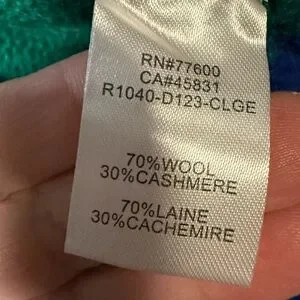 RN#77600
CA#45831
R1040-D123-CLGE
70%WOOL
30%CASHMERE
70%LAINE
30%CACHEMIRE